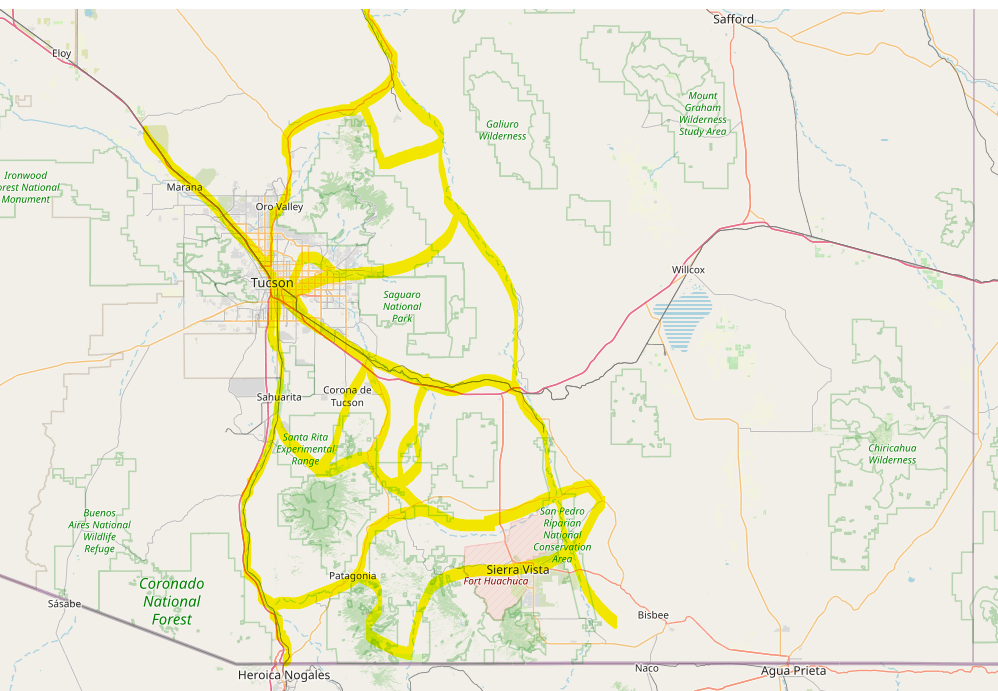 Safford
Eloy
Mount
Graham
Wilderness
Study Area
Galiuro
Wilderness
Ironwood
orest National
Monument
Marana
Oro Valley
Willcox
Tucson
Saguaro
National
Park
Corona de
Tucson
Sahuarita
Santa Rita
Experimental
Range
Chiricahua
Wilderness
Buenos
Aires National
Wildlife
Refuge
San Pedro
Riparian
National
Conservation
Area
Sierra Vista
Fort Huachuca
Patagonia
Coronado
National
Forest
Sásabe
Bisbee
Naco
Agua Prieta
Heroica Nogales